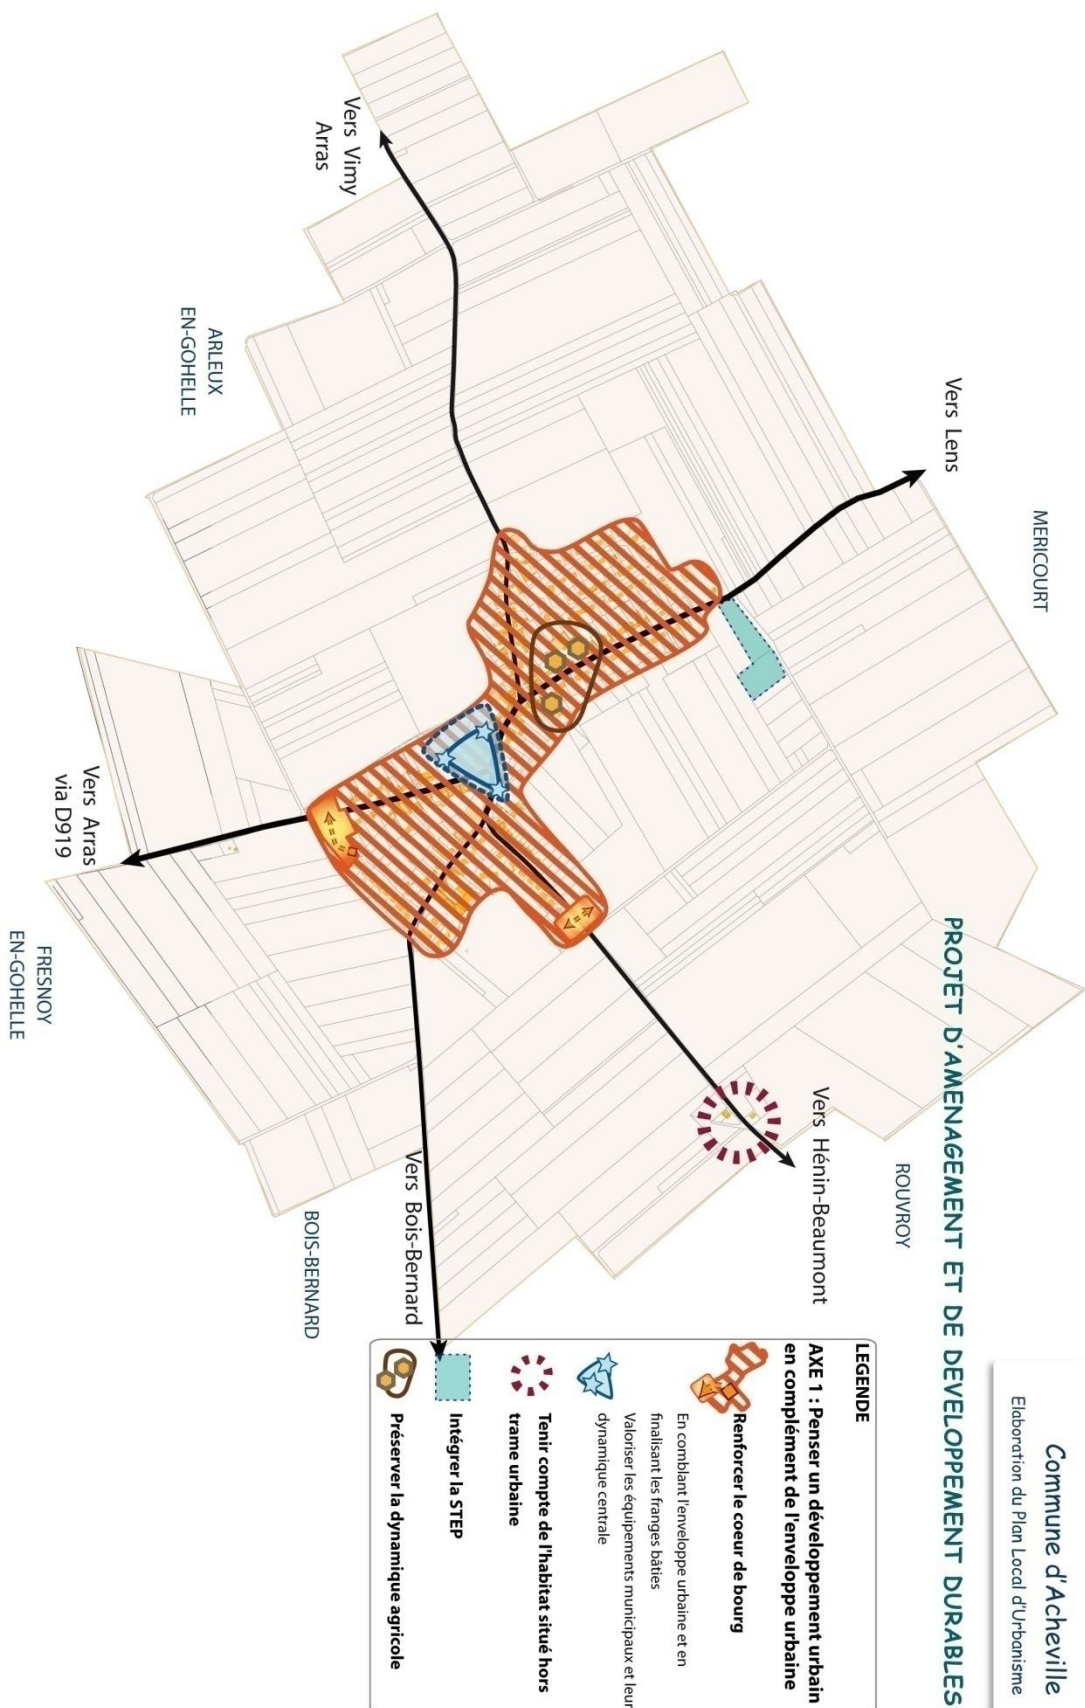 Commune d'Acheville
Elaboration du Plan Local d'Urbanisme
PROJET D'AMENAGEMENT ET DE DEVELOPPEMENT DURABLES
MERICOURT
Vers Lens
Vers Vimy
Arras
ARLEUX
EN-GOHELLE
ROUVROY
Vers Hénin-Beaumont
Vers Arras
via D919
Vers Bois-Bernard
BOIS-BERNARD
FRESNOY
EN-GOHELLE
LEGENDE
AXE 1 : Penser un développement urbain
en complément de l'enveloppe urbaine
Renforcer le coeur de bourg
En comblant l'enveloppe urbaine et en
finalisant les franges bâties
Valoriser les équipements municipaux et leur
dynamique centrale
Tenir compte de l'habitat situé hors
trame urbaine
Intégrer la STEP
Préserver la dynamique agricole